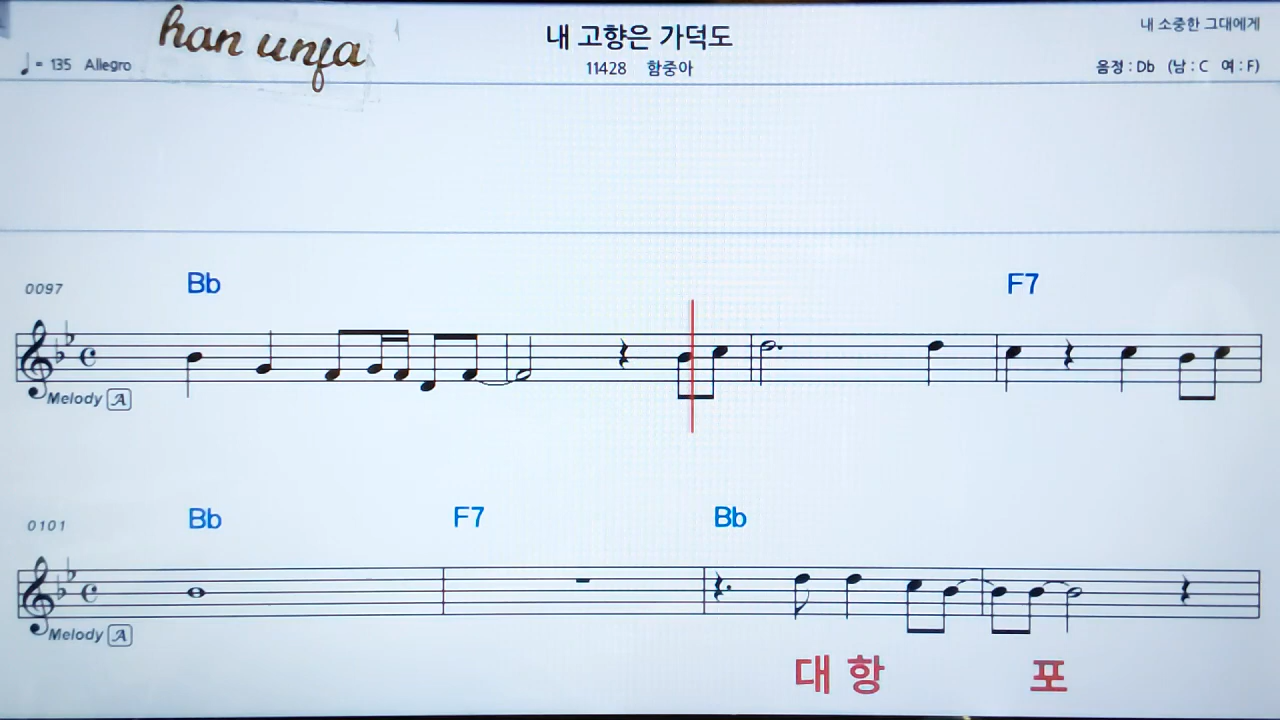 han unfa
내 고향은 가덕도
내 소중한 그대에게
♩= 135 Allegro
11428 함중아
음정 : Db (남 : C 여 : F)
0097
Bb F7
Melody A
0101
Bb F7 Bb
Melody A
대 항 포